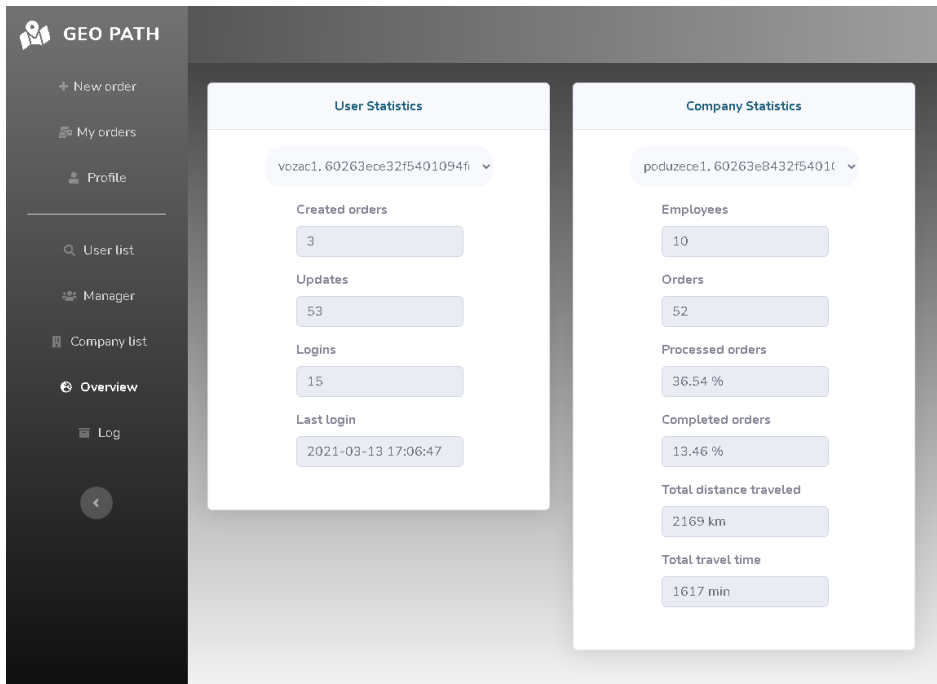 GEO PATH
New order
My orders
Profile
User list
Manager
Company list
Overview
Log
User Statistics
vozac1, 60263ece32f5401094f
Created orders
3
Updates
53
Logins
15
Last login
2021-03-13 17:06:47
Company Statistics
poduzece1, 60263e8432f5401
Employees
10
Orders
52
Processed orders
36.54 %
Completed orders
13.46 %
Total distance traveled
2169 km
Total travel time
1617 min